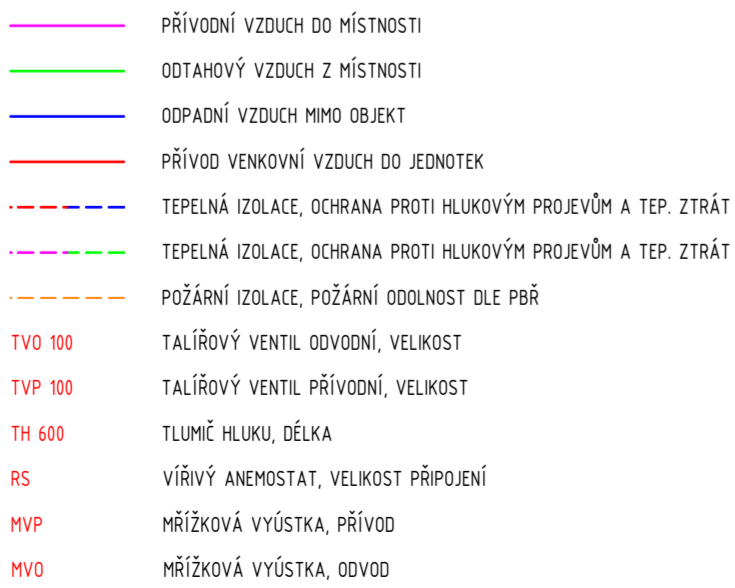 PŘÍVODNÍ VZDUCH DO MÍSTNOSTI
ODTAHOVÝ VZDUCH Z MÍSTNOSTI
ODPADNÍ VZDUCH MIMO OBJEKT
PŘÍVOD VENKOVNÍ VZDUCH DO JEDNOTEK
TEPELNÁ IZOLACE, OCHRANA PROTI HLUKOVÝM PROJEVŮM A TEP. ZTRÁT
TEPELNÁ IZOLACE, OCHRANA PROTI HLUKOVÝM PROJEVŮM A TEP. ZTRÁT
POŽÁRNÍ IZOLACE, POŽÁRNÍ ODOLNOST DLE PBŘ
TVO 100 TALÍŘOVÝ VENTIL ODVODNÍ, VELIKOST
TVP 100 TALÍŘOVÝ VENTIL PŘÍVODNÍ, VELIKOST
TH 600 TLUMIČ HLUKU, DÉLKA
RS VÍŘIVÝ ANEMOSTAT, VELIKOST PŘIPOJENÍ
MVP MŘÍŽKOVÁ VYÚSTKA, PŘÍVOD
MVO MŘÍŽKOVÁ VYÚSTKA, ODVOD